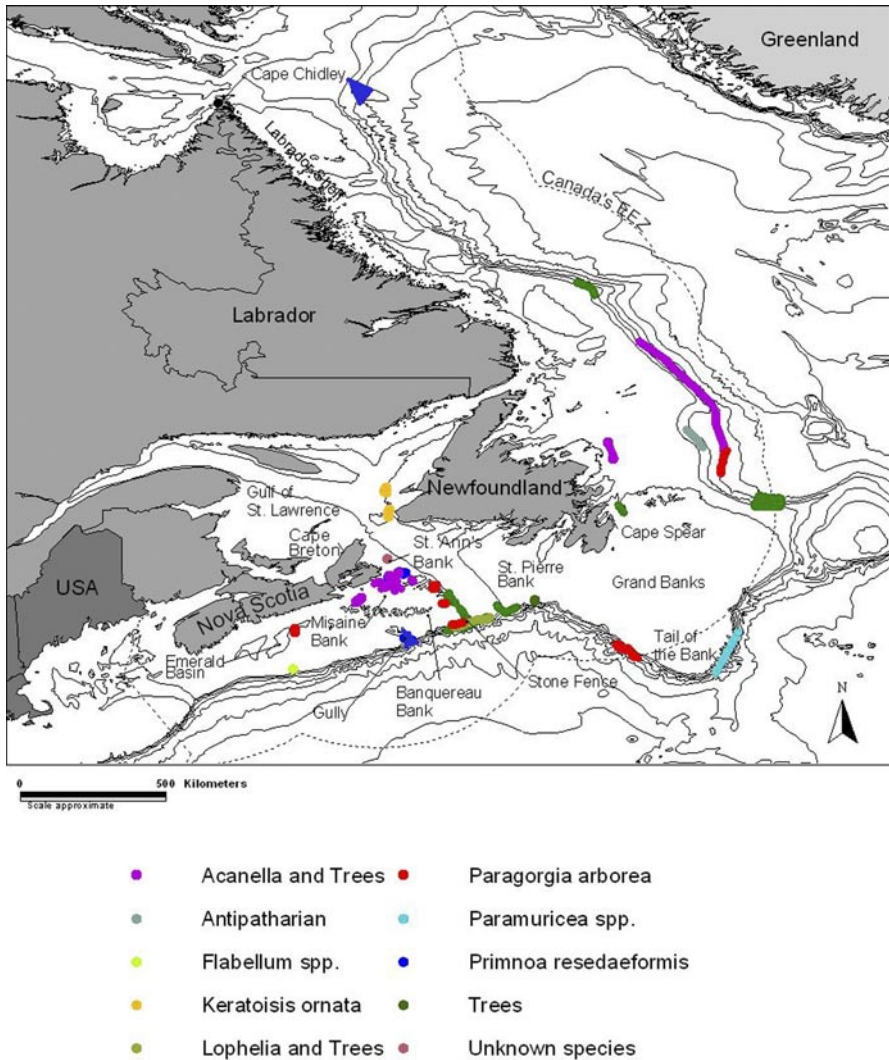 Greenland
Cape Chidley
Labrador Shelf
Canada's EEZ
Labrador
Gulf of
St. Lawrence
Newfoundland
Cape
Breton
St. Ann's
Bank
Cape Spear
St. Pierre
Bank
USA
Grand Banks
Nova Scotia
Misaine
Bank
Tail of
the Bank
Emerald
Basin
Stone Fence
Banquereau
Bank
Gully
N
0 500 Kilometers
Scale approximate
Acanella and Trees
Paragorgia arborea
Antipatharian
Paramuricea spp.
Flabellum spp.
Primnoa resedaeformis
Keratoisis ornata
Trees
Lophelia and Trees
Unknown species